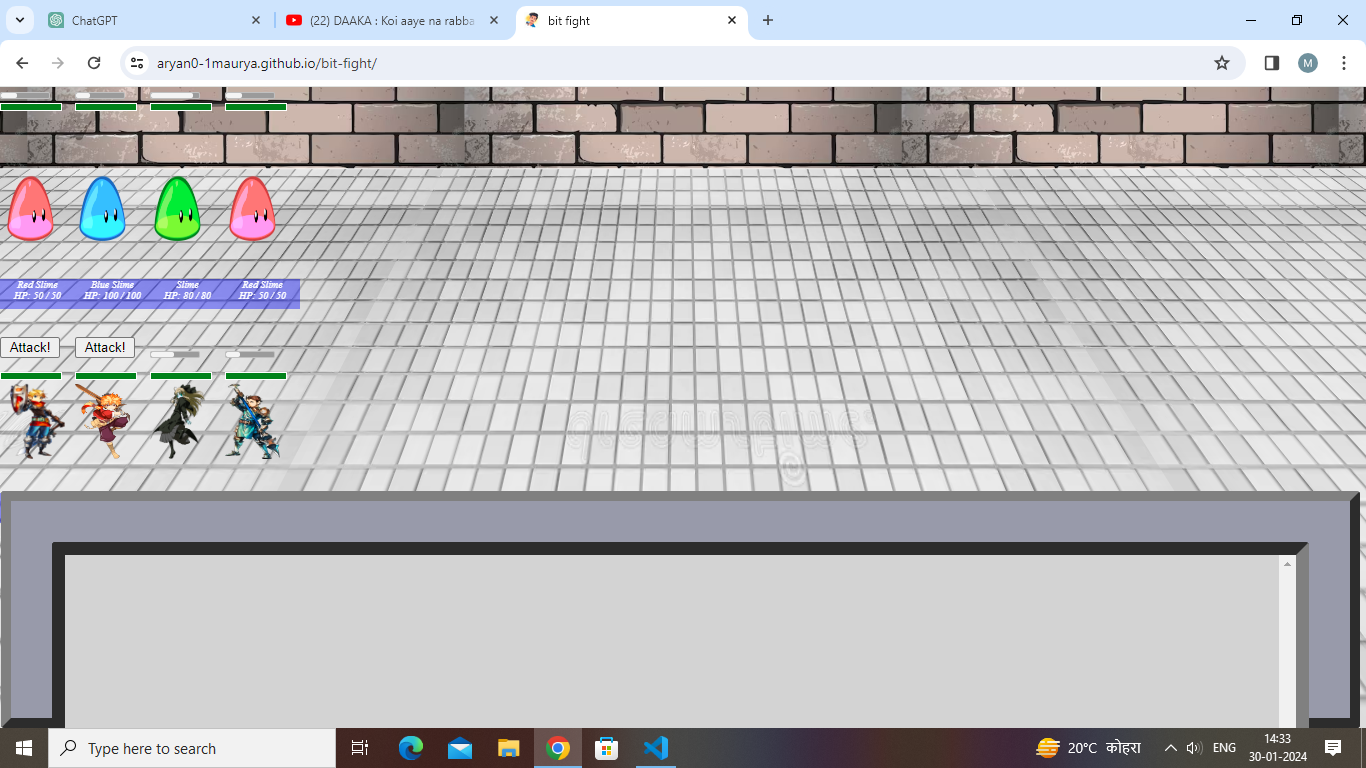 ChatGPT
(22) DAAKA : Koi aaye na rabba
bit fight
aryan0-1maurya.github.io/bit-fight/
M
Red Slime
HP: 50 / 50
Blue Slime
HP: 100 / 100
Slime
HP: 80 / 80
Red Slime
HP: 50 / 50
Attack!
Attack!
Type here to search
20°C कोहरा
ENG
14:33
30-01-2024